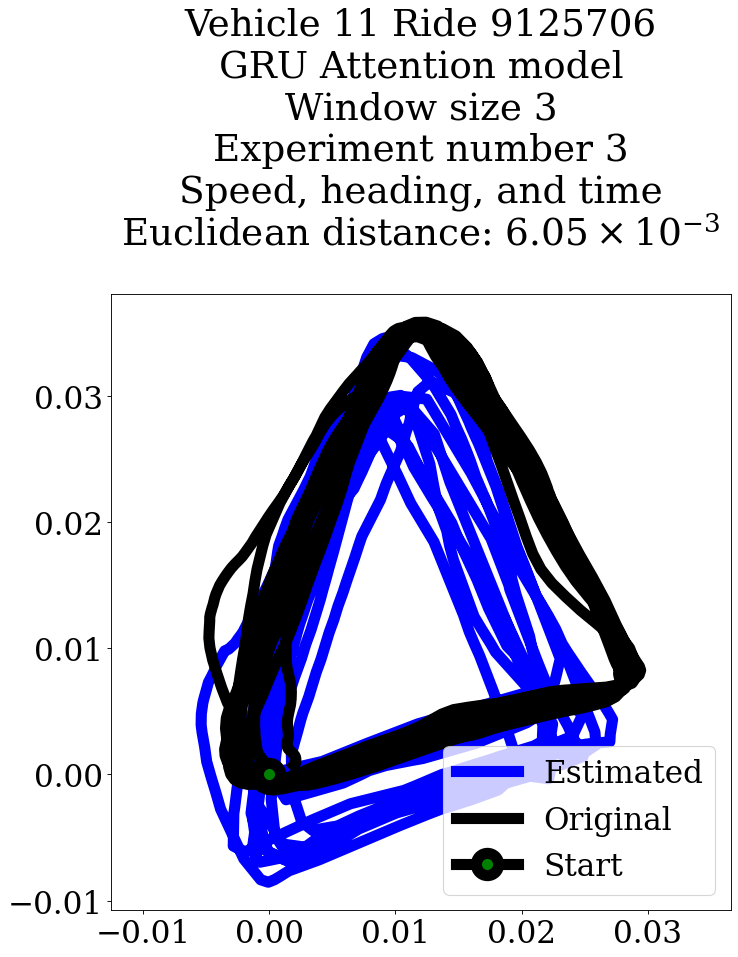 Vehicle 11 Ride 9125706
GRU Attention model
Window size 3
Experiment number 3
Speed, heading, and time
Euclidean distance: 6.05 × 10⁻³
0.03
0.02
0.01
0.00
−0.01
Estimated
Original
Start
−0.01 0.00 0.01 0.02 0.03